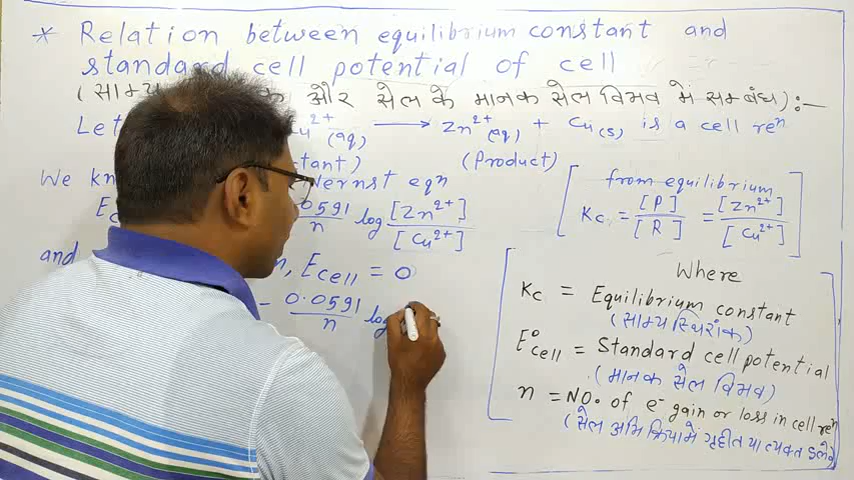 * Relation between equilibrium constant and
standard cell potential of cell
(साम्य और सेल के मानक सेल विभव में सम्बंध) :—
Let Cu²⁺(aq) ⟶ Zn²⁺(aq) + Cu(s) is a cell reⁿ
tant) (Product)
We kn Nernst eqⁿ
0.0591/n log [Zn²⁺]/[Cu²⁺]
and , Ecell = 0
- 0.0591/n log
from equilibrium
Kc = [P]/[R] = [Zn²⁺]/[Cu²⁺]
Where
Kc = Equilibrium constant
(साम्य स्थिरांक)
E°cell = Standard cell potential
(मानक सेल विभव)
n = NO. of e⁻ gain or loss in cell reⁿ
(सेल अभिक्रिया में गृहीत या त्यक्त